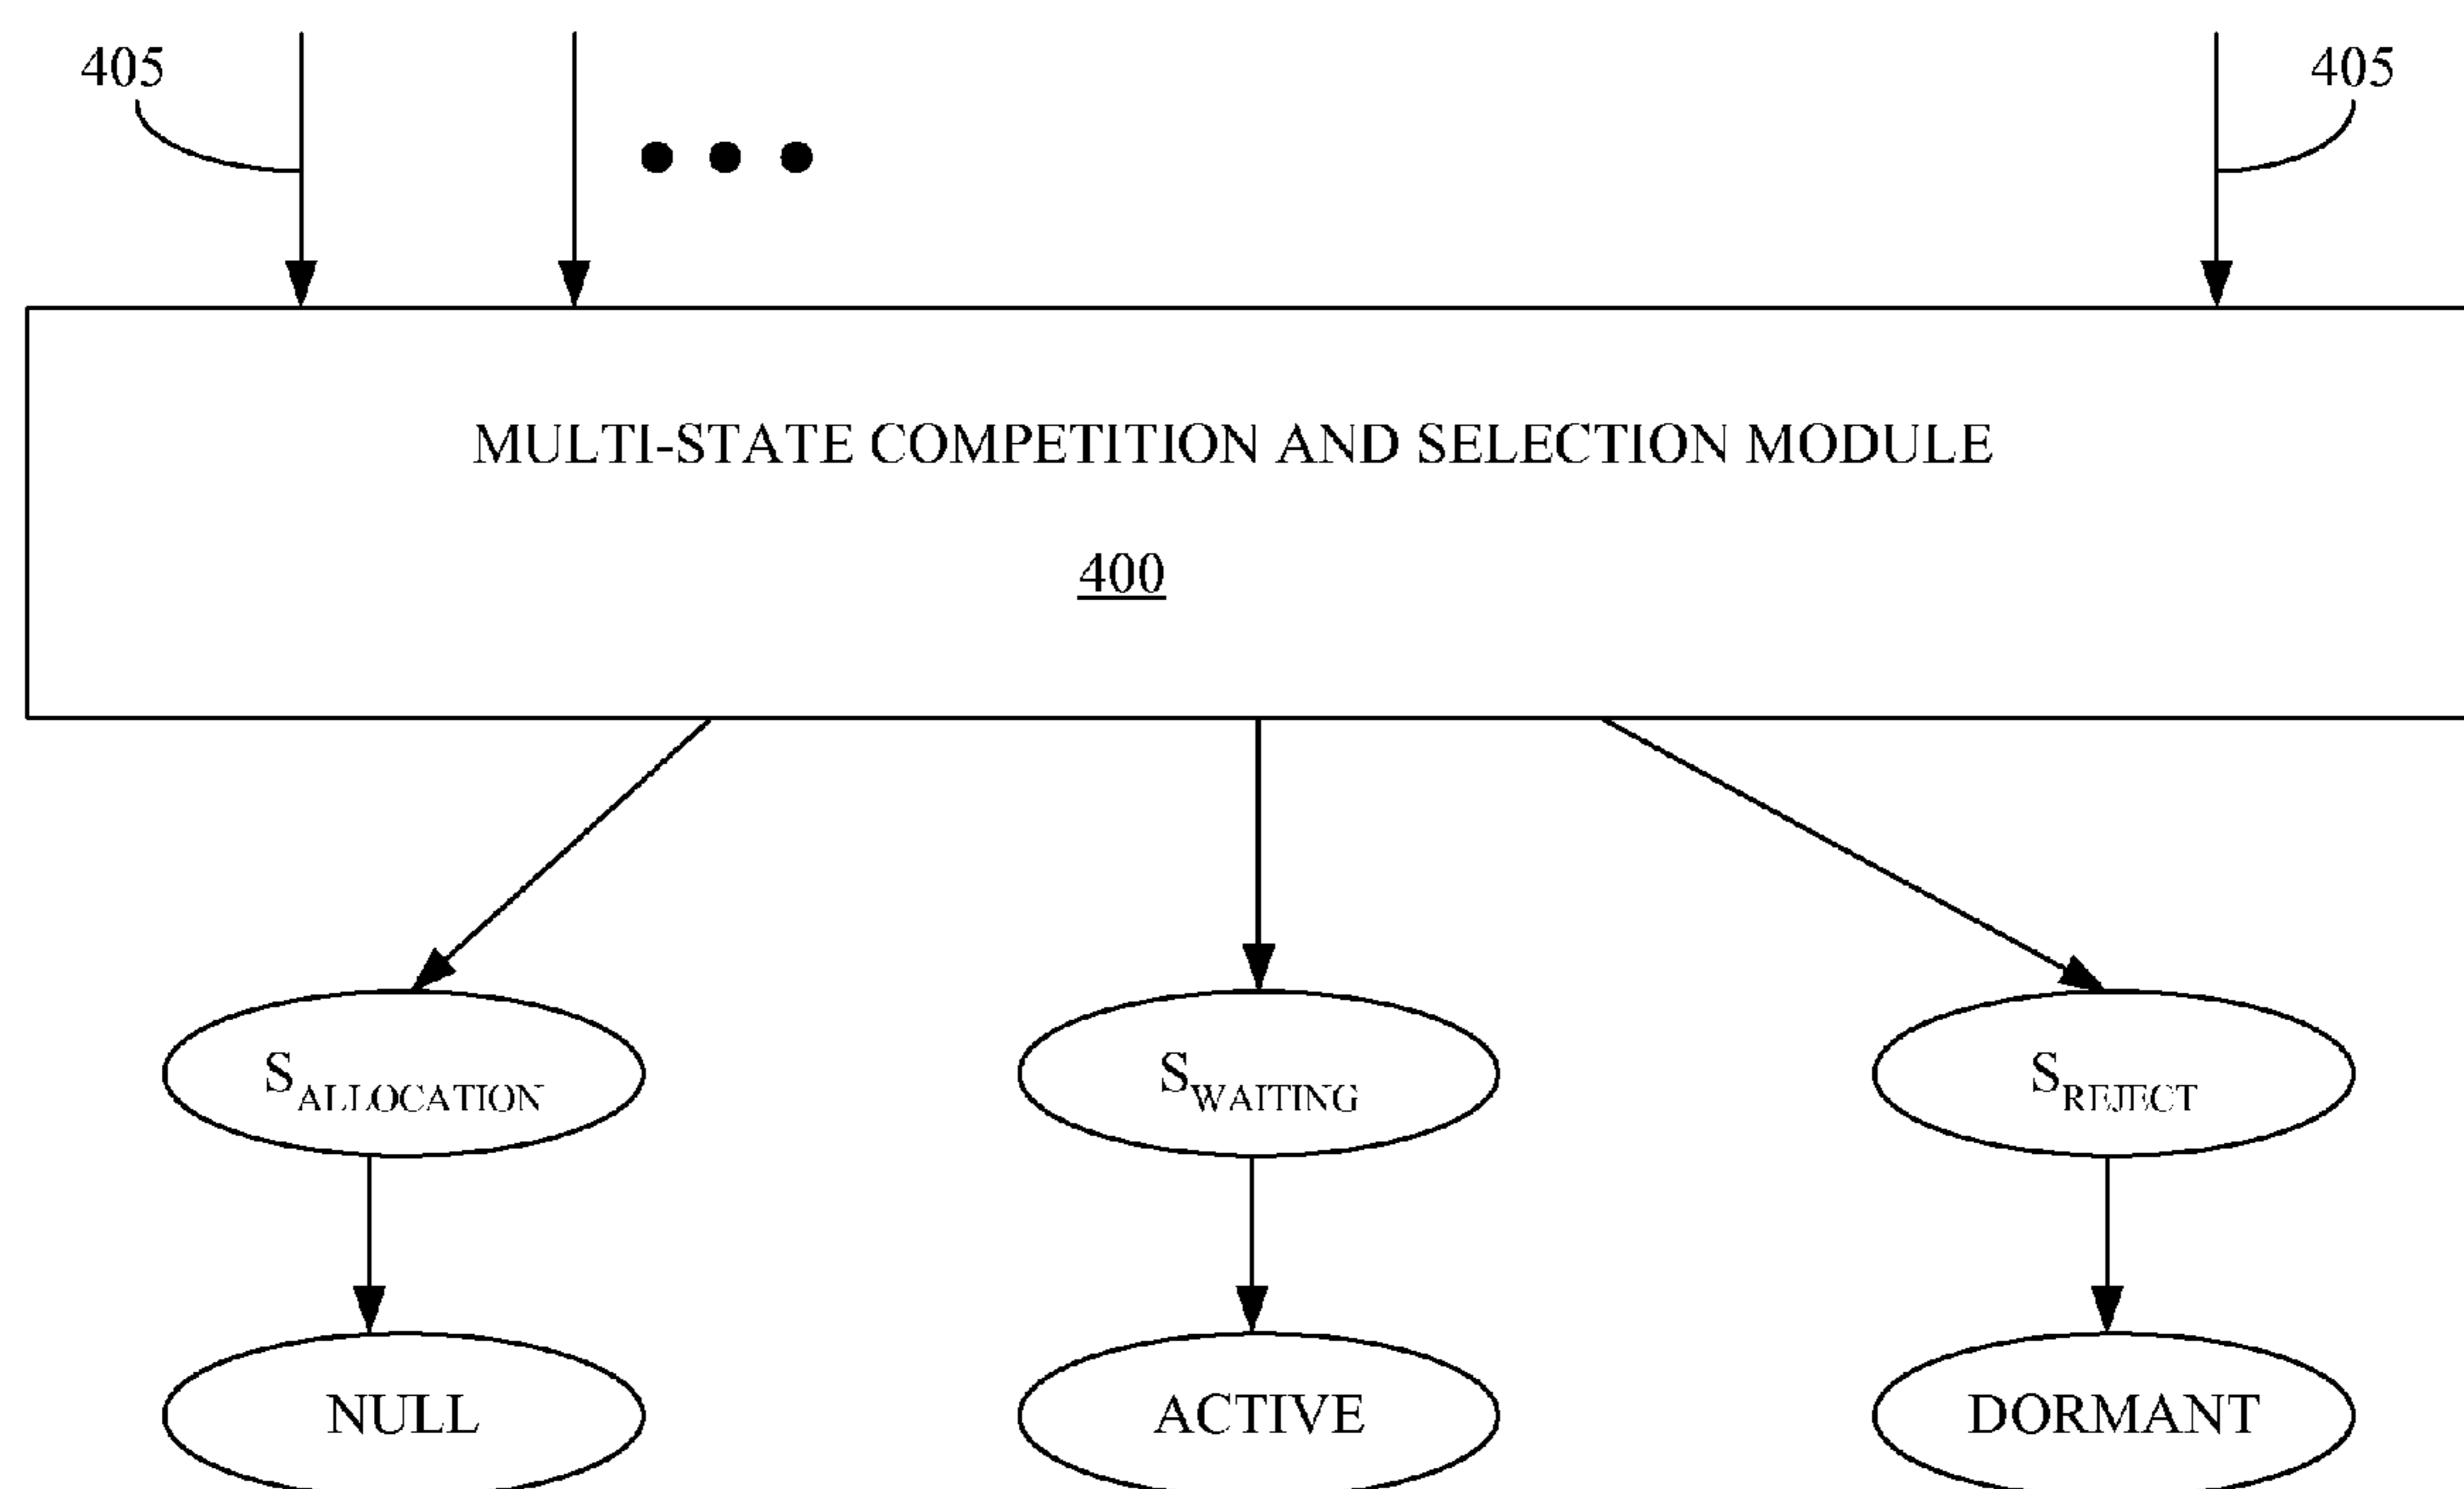 405 405
MULTI-STATE COMPETITION AND SELECTION MODULE
400
SALLOCATION SWAITING SREJECT
NULL ACTIVE DORMANT